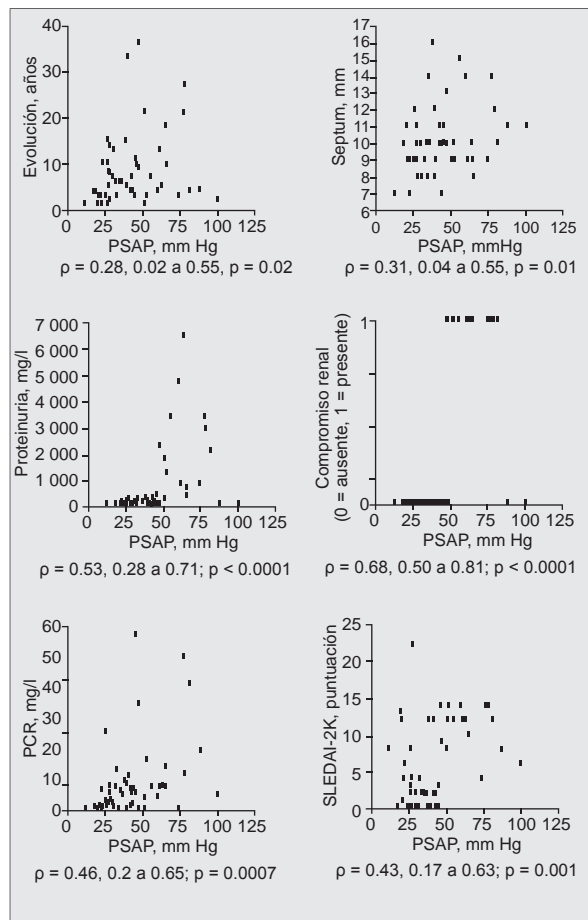 Evolución, años
40
30
20
10
0
0 25 50 75 100 125
PSAP, mm Hg
ρ = 0.28, 0.02 a 0.55, p = 0.02
Septum, mm
16
15
14
13
12
11
10
9
8
7
6
0 25 50 75 100 125
PSAP, mmHg
ρ = 0.31, 0.04 a 0.55, p = 0.01
Proteinuria, mg/l
7 000
6 000
5 000
4 000
3 000
2 000
1 000
0
0 25 50 75 100 125
PSAP, mm Hg
ρ = 0.53, 0.28 a 0.71; p < 0.0001
Compromiso renal
(0 = ausente, 1 = presente)
1
0
0 25 50 75 100 125
PSAP, mm Hg
ρ = 0.68, 0.50 a 0.81; p < 0.0001
PCR, mg/l
60
50
40
30
20
10
0
0 25 50 75 100 125
PSAP, mm Hg
ρ = 0.46, 0.2 a 0.65; p = 0.0007
SLEDAI-2K, puntuación
25
20
15
10
5
0
0 25 50 75 100 125
PSAP, mm Hg
ρ = 0.43, 0.17 a 0.63; p = 0.001